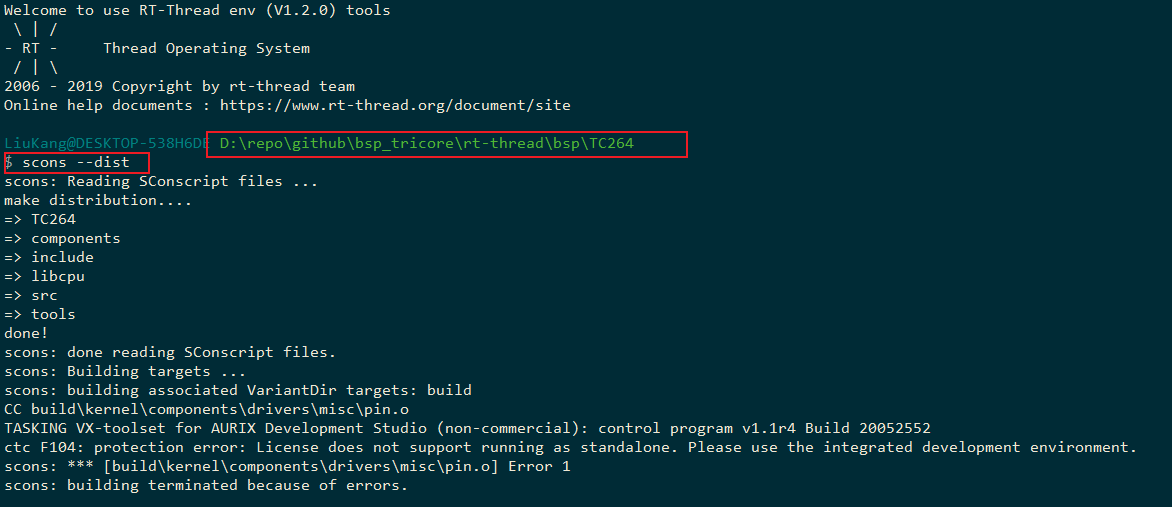 Welcome to use RT-Thread env (V1.2.0) tools
 \ | /
- RT -     Thread Operating System
 / | \
2006 - 2019 Copyright by rt-thread team
Online help documents : https://www.rt-thread.org/document/site
LiuKang@DESKTOP-538H6DE D:\repo\github\bsp_tricore\rt-thread\bsp\TC264
$ scons --dist
scons: Reading SConscript files ...
make distribution....
=> TC264
=> components
=> include
=> libcpu
=> src
=> tools
done!
scons: done reading SConscript files.
scons: Building targets ...
scons: building associated VariantDir targets: build
CC build\kernel\components\drivers\misc\pin.o
TASKING VX-toolset for AURIX Development Studio (non-commercial): control program v1.1r4 Build 20052552
ctc F104: protection error: License does not support running as standalone. Please use the integrated development environment.
scons: *** [build\kernel\components\drivers\misc\pin.o] Error 1
scons: building terminated because of errors.